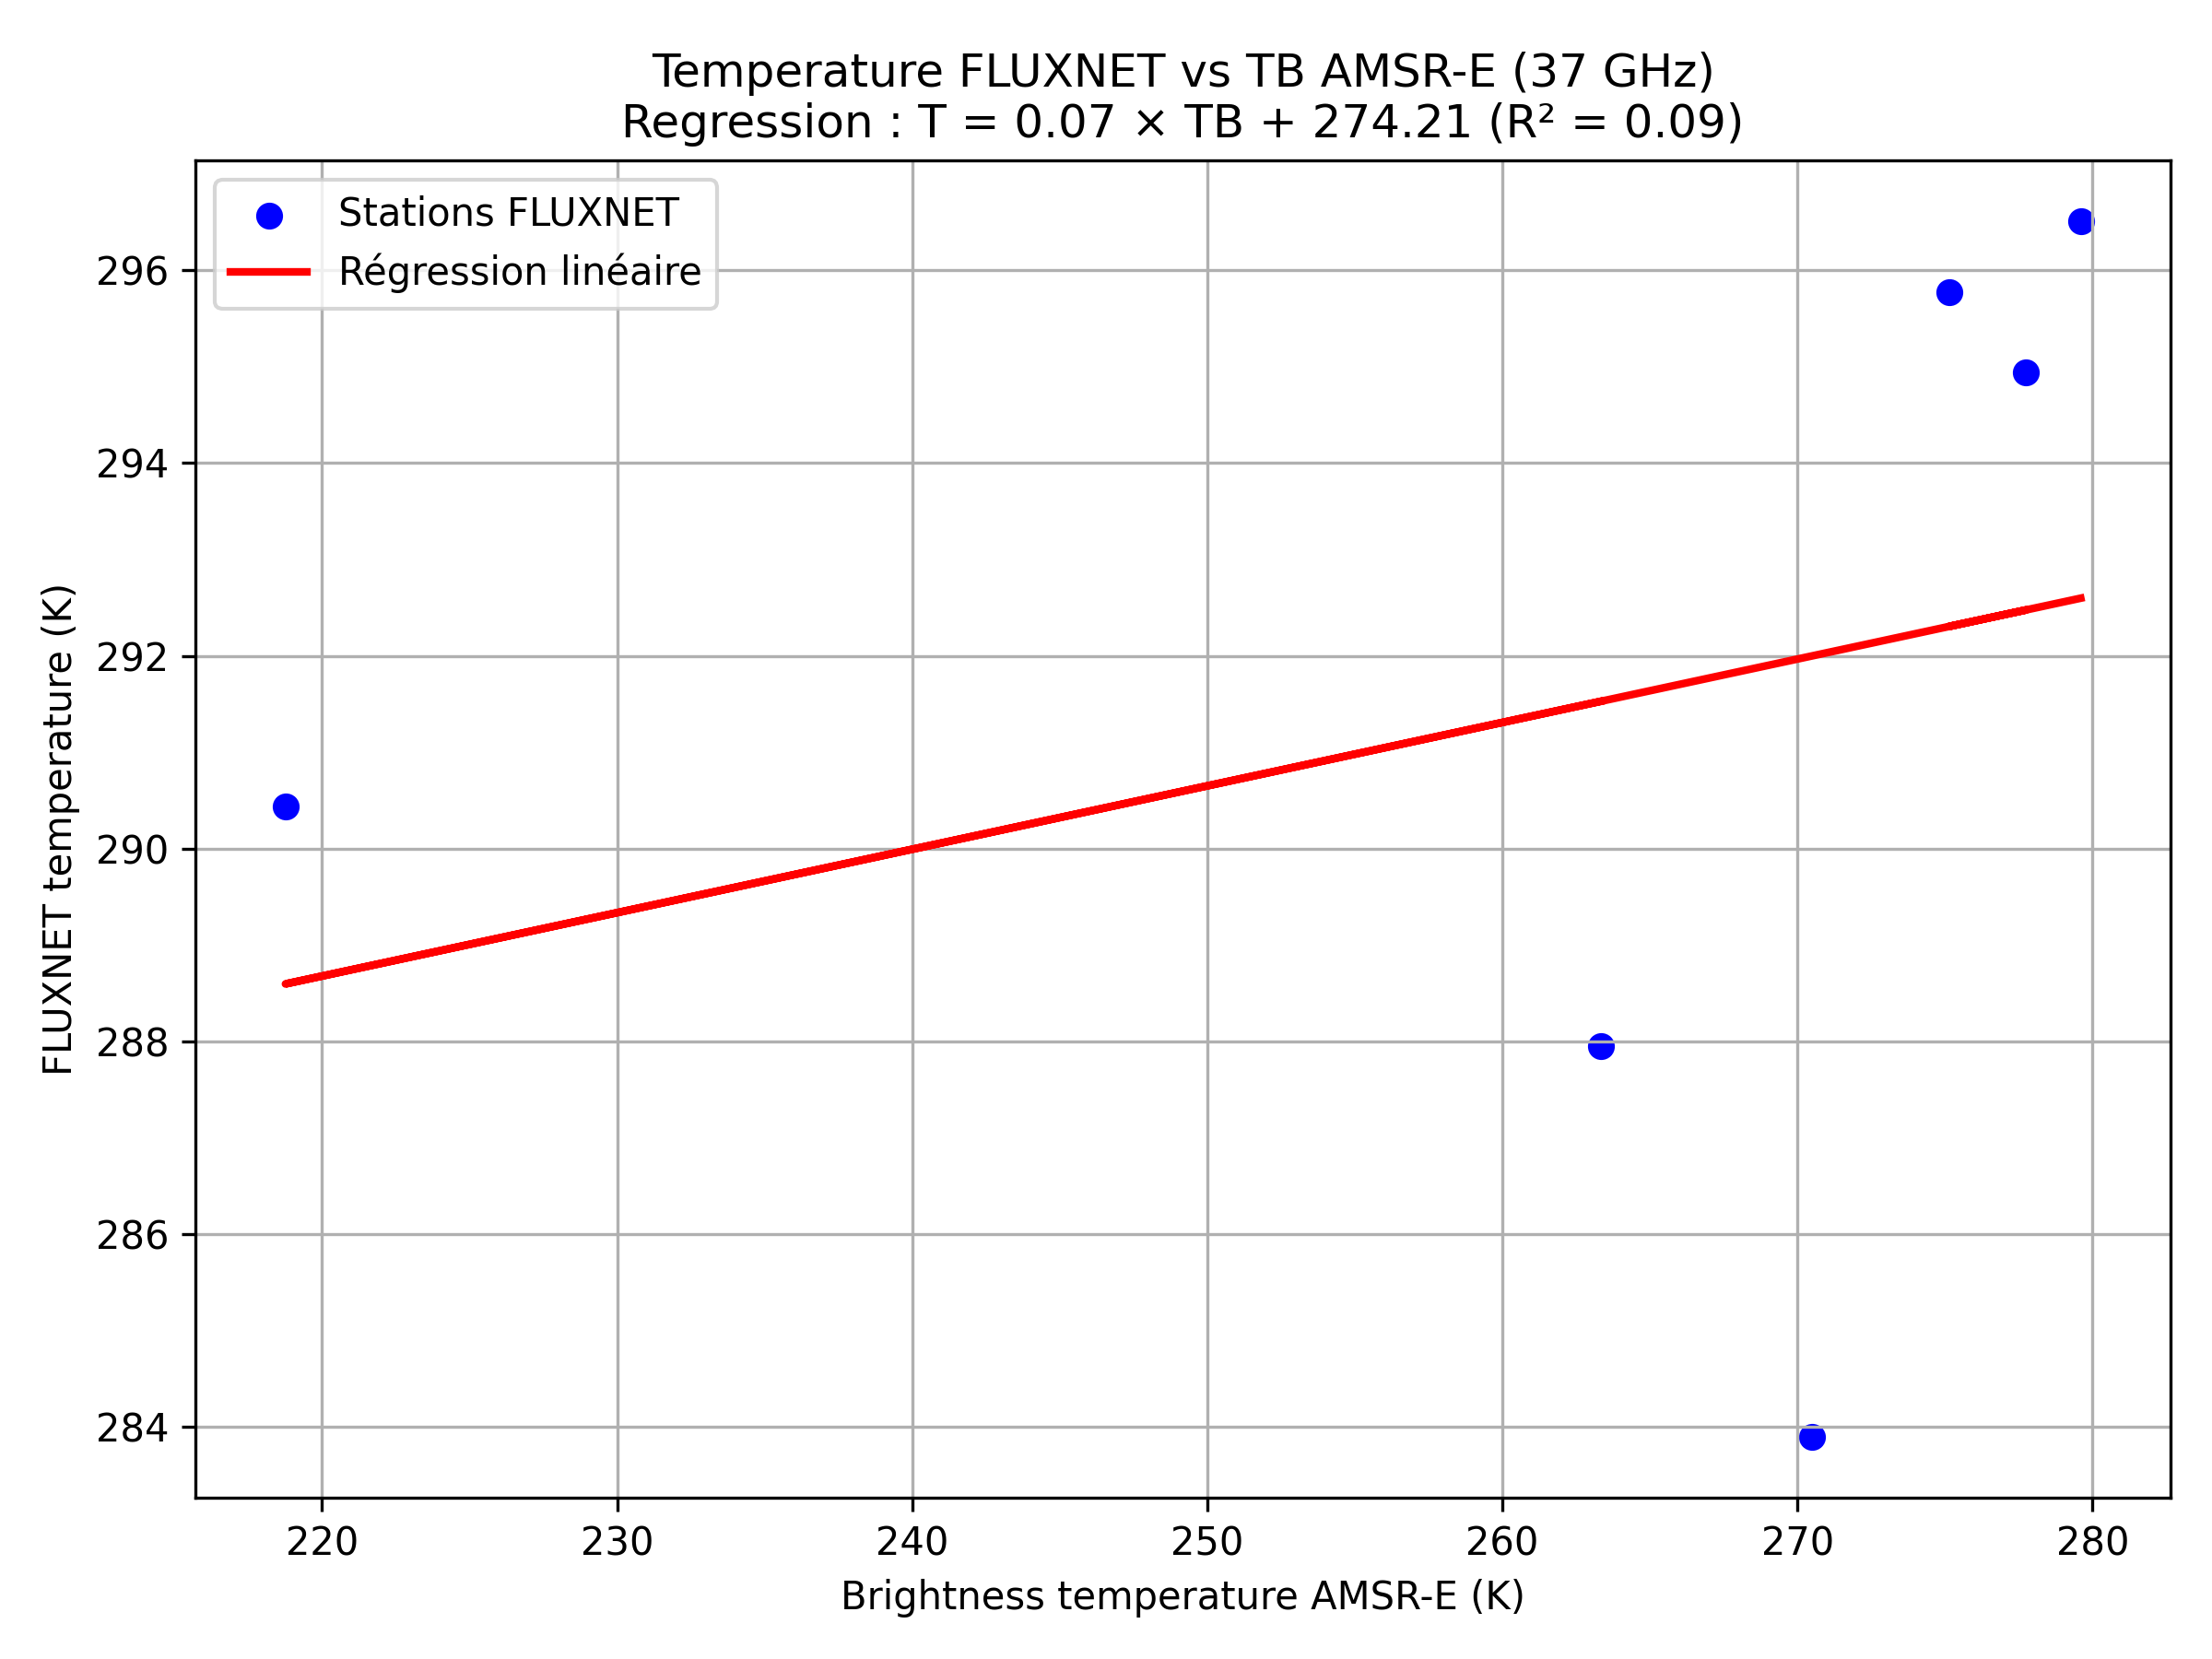 Temperature FLUXNET vs TB AMSR-E (37 GHz)
Regression : T = 0.07 × TB + 274.21 (R² = 0.09)
Stations FLUXNET
Régression linéaire
296
294
292
290
288
286
284
FLUXNET temperature (K)
220 230 240 250 260 270 280
Brightness temperature AMSR-E (K)